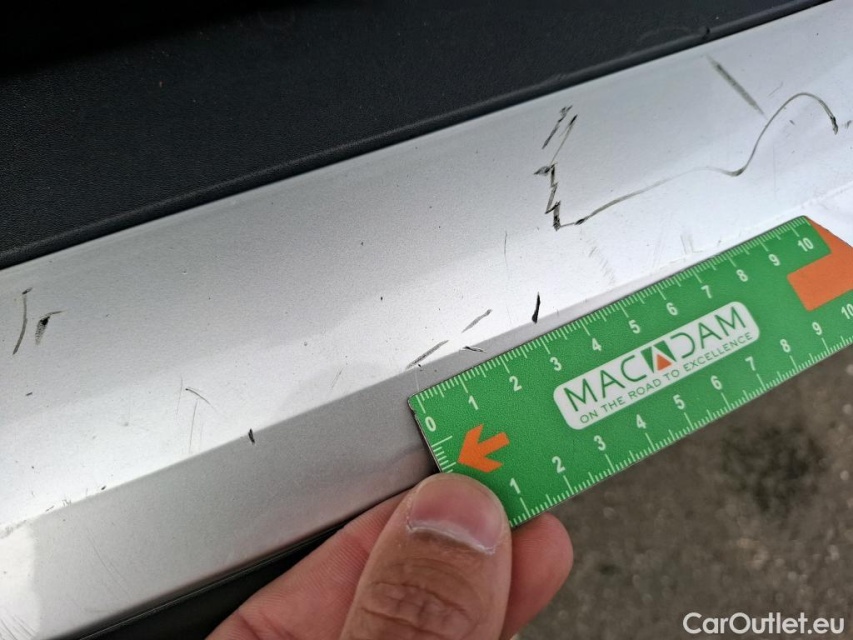 0 1 2 3 4 5 6 7 8 9 10
MACADAM
ON THE ROAD TO EXCELLENCE
1 2 3 4 5 6 7 8 9 10
CarOutlet.eu